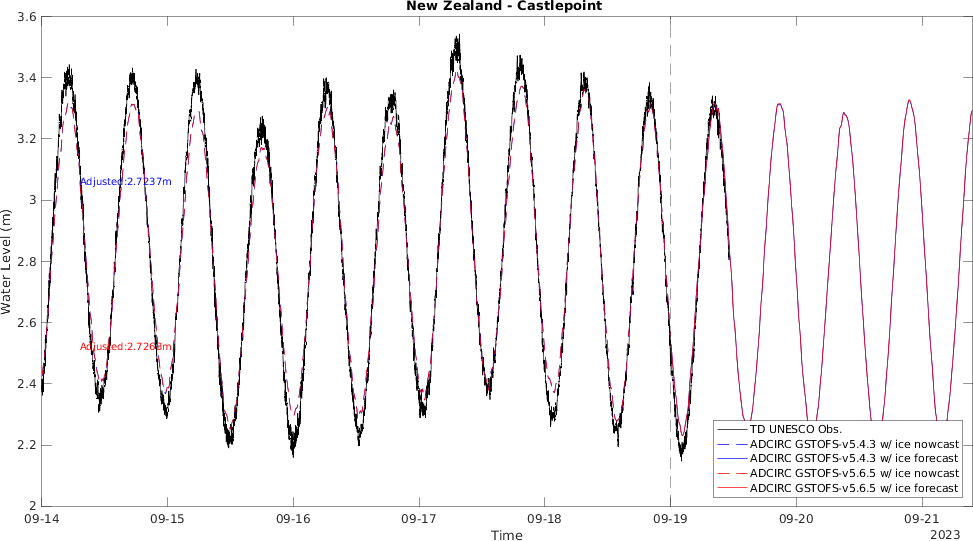 New Zealand - Castlepoint
3.6
3.4
3.2
3
2.8
2.6
2.4
2.2
2
Water Level (m)
Adjusted:2.7237m
Adjusted:2.7263m
TD UNESCO Obs.
ADCIRC GSTOFS-v5.4.3 w/ ice nowcast
ADCIRC GSTOFS-v5.4.3 w/ ice forecast
ADCIRC GSTOFS-v5.6.5 w/ ice nowcast
ADCIRC GSTOFS-v5.6.5 w/ ice forecast
09-14 09-15 09-16 09-17 09-18 09-19 09-20 09-21
Time
2023